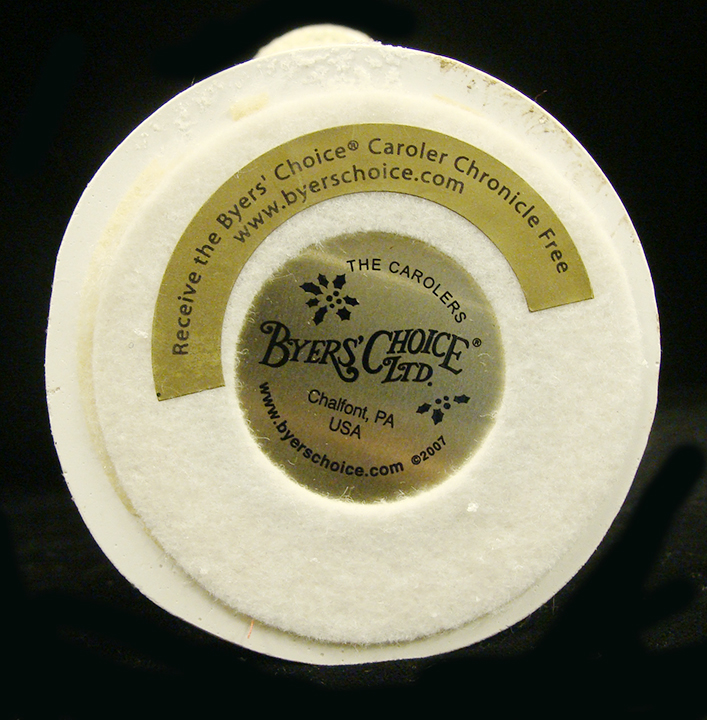 Receive the Byers' Choice® Caroler Chronicle Free
www.byerschoice.com
THE CAROLERS
BYERS' CHOICE®
LTD.
Chalfont, PA
USA
www.byerschoice.com ©2007